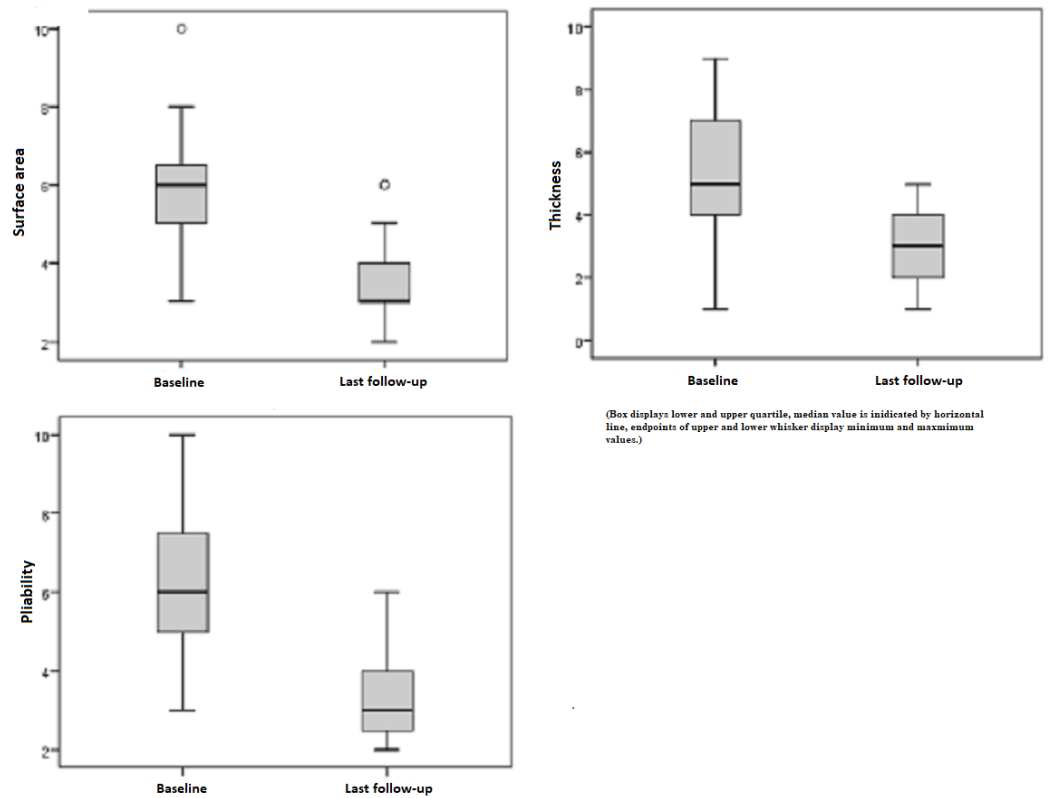 10
8
6
4
2
Surface area
Baseline
Last follow-up
10
8
6
4
2
0
Thickness
Baseline
Last follow-up
(Box displays lower and upper quartile, median value is inidicated by horizontal
line, endpoints of upper and lower whisker display minimum and maxmimum
values.)
10
8
6
4
2
Pliability
Baseline
Last follow-up